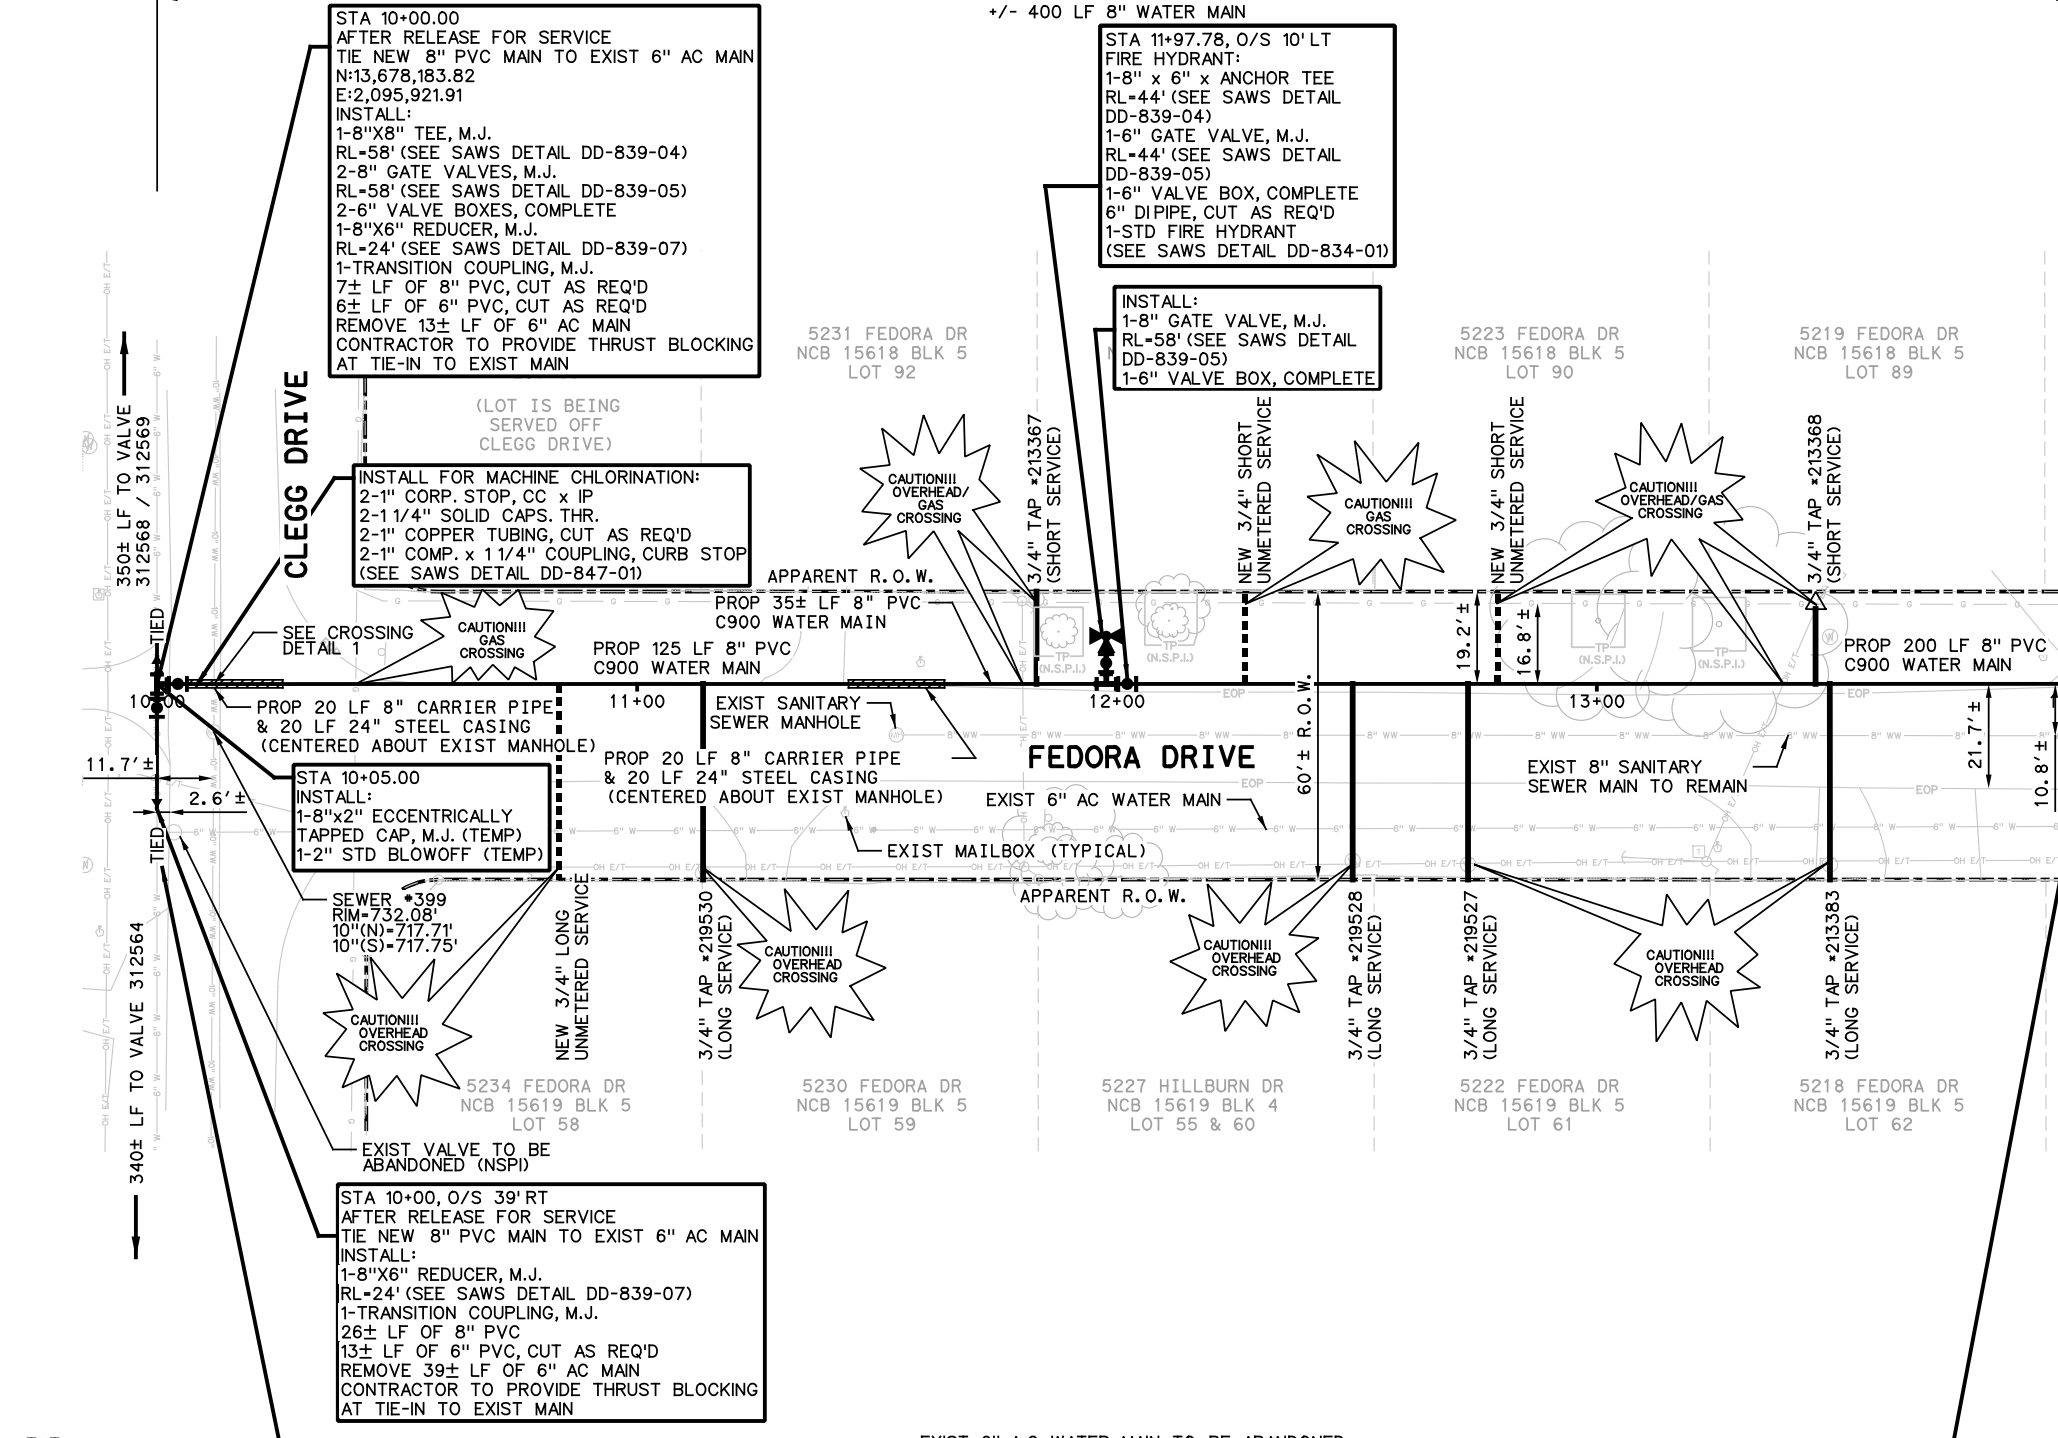 +/- 400 LF 8" WATER MAIN
STA 10+00.00
AFTER RELEASE FOR SERVICE
TIE NEW 8" PVC MAIN TO EXIST 6" AC MAIN
N:13,678,183.82
E:2,095,921.91
INSTALL:
1-8"X8" TEE, M.J.
RL=58' (SEE SAWS DETAIL DD-839-04)
2-8" GATE VALVES, M.J.
RL=58' (SEE SAWS DETAIL DD-839-05)
2-6" VALVE BOXES, COMPLETE
1-8"X6" REDUCER, M.J.
RL=24' (SEE SAWS DETAIL DD-839-07)
1-TRANSITION COUPLING, M.J.
7± LF OF 8" PVC, CUT AS REQ'D
6± LF OF 6" PVC, CUT AS REQ'D
REMOVE 13± LF OF 6" AC MAIN
CONTRACTOR TO PROVIDE THRUST BLOCKING
AT TIE-IN TO EXIST MAIN
STA 11+97.78, O/S 10' LT
FIRE HYDRANT:
1-8" x 6" x ANCHOR TEE
RL=44' (SEE SAWS DETAIL
DD-839-04)
1-6" GATE VALVE, M.J.
RL=44' (SEE SAWS DETAIL
DD-839-05)
1-6" VALVE BOX, COMPLETE
6" DI PIPE, CUT AS REQ'D
1-STD FIRE HYDRANT
(SEE SAWS DETAIL DD-834-01)
INSTALL:
1-8" GATE VALVE, M.J.
RL=58' (SEE SAWS DETAIL
DD-839-05)
1-6" VALVE BOX, COMPLETE
5231 FEDORA DR
NCB 15618 BLK 5
LOT 92
5223 FEDORA DR
NCB 15618 BLK 5
LOT 90
5219 FEDORA DR
NCB 15618 BLK 5
LOT 89
(LOT IS BEING
SERVED OFF
CLEGG DRIVE)
CLEGG DRIVE
350± LF TO VALVE
312568 / 312569
INSTALL FOR MACHINE CHLORINATION:
2-1" CORP. STOP, CC x IP
2-1 1/4" SOLID CAPS. THR.
2-1" COPPER TUBING, CUT AS REQ'D
2-1" COMP. x 1 1/4" COUPLING, CURB STOP
(SEE SAWS DETAIL DD-847-01)
CAUTION!!!
OVERHEAD/
GAS
CROSSING
3/4" TAP *213367
(SHORT SERVICE)
NEW 3/4" SHORT
UNMETERED SERVICE
CAUTION!!!
GAS
CROSSING
NEW 3/4" SHORT
UNMETERED SERVICE
CAUTION!!!
OVERHEAD/GAS
CROSSING
3/4" TAP *213368
(SHORT SERVICE)
APPARENT R.O.W.
PROP 35± LF 8" PVC
C900 WATER MAIN
TIED
SEE CROSSING
DETAIL 1
CAUTION!!!
GAS
CROSSING
PROP 125 LF 8" PVC
C900 WATER MAIN
TP
(N.S.P.I.)
TP
(N.S.P.I.)
19.2'±
16.8'±
TP
(N.S.P.I.)
TP
(N.S.P.I.)
PROP 200 LF 8" PVC
C900 WATER MAIN
10+00
11+00
12+00
13+00
EOP
EOP
PROP 20 LF 8" CARRIER PIPE
& 20 LF 24" STEEL CASING
(CENTERED ABOUT EXIST MANHOLE)
EXIST SANITARY
SEWER MANHOLE
PROP 20 LF 8" CARRIER PIPE
& 20 LF 24" STEEL CASING
(CENTERED ABOUT EXIST MANHOLE)
FEDORA DRIVE
60'± R.O.W.
EXIST 8" SANITARY
SEWER MAIN TO REMAIN
21.7'±
10.8'±
EOP
EOP
11.7'±
2.6'±
TIED
STA 10+05.00
INSTALL:
1-8"x2" ECCENTRICALLY
TAPPED CAP, M.J. (TEMP)
1-2" STD BLOWOFF (TEMP)
EXIST 6" AC WATER MAIN
EXIST MAILBOX (TYPICAL)
APPARENT R.O.W.
SEWER *399
RIM=732.08'
10"(N)=717.71'
10"(S)=717.75'
340± LF TO VALVE 312564
CAUTION!!!
OVERHEAD
CROSSING
NEW 3/4" LONG
UNMETERED SERVICE
3/4" TAP *219530
(LONG SERVICE)
CAUTION!!!
OVERHEAD
CROSSING
CAUTION!!!
OVERHEAD
CROSSING
3/4" TAP *219528
(LONG SERVICE)
3/4" TAP *219527
(LONG SERVICE)
CAUTION!!!
OVERHEAD
CROSSING
3/4" TAP *213383
(LONG SERVICE)
5234 FEDORA DR
NCB 15619 BLK 5
LOT 58
5230 FEDORA DR
NCB 15619 BLK 5
LOT 59
5227 HILLBURN DR
NCB 15619 BLK 4
LOT 55 & 60
5222 FEDORA DR
NCB 15619 BLK 5
LOT 61
5218 FEDORA DR
NCB 15619 BLK 5
LOT 62
EXIST VALVE TO BE
ABANDONED (NSPI)
STA 10+00, O/S 39' RT
AFTER RELEASE FOR SERVICE
TIE NEW 8" PVC MAIN TO EXIST 6" AC MAIN
INSTALL:
1-8"X6" REDUCER, M.J.
RL=24' (SEE SAWS DETAIL DD-839-07)
1-TRANSITION COUPLING, M.J.
26± LF OF 8" PVC
13± LF OF 6" PVC, CUT AS REQ'D
REMOVE 39± LF OF 6" AC MAIN
CONTRACTOR TO PROVIDE THRUST BLOCKING
AT TIE-IN TO EXIST MAIN